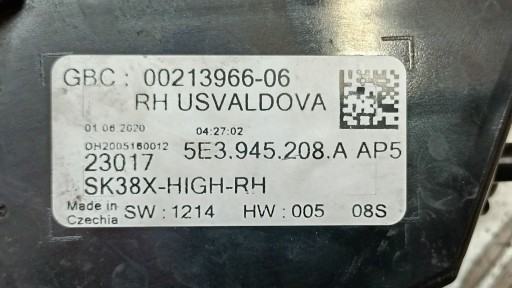 GBC : 00213966-06
RH USVALDOVA
01.06.2020 04:27:02
OH2005160012
5E3.945.208.A AP5
23017
SK38X-HIGH-RH
Made in Czechia SW : 1214 HW : 005 08S